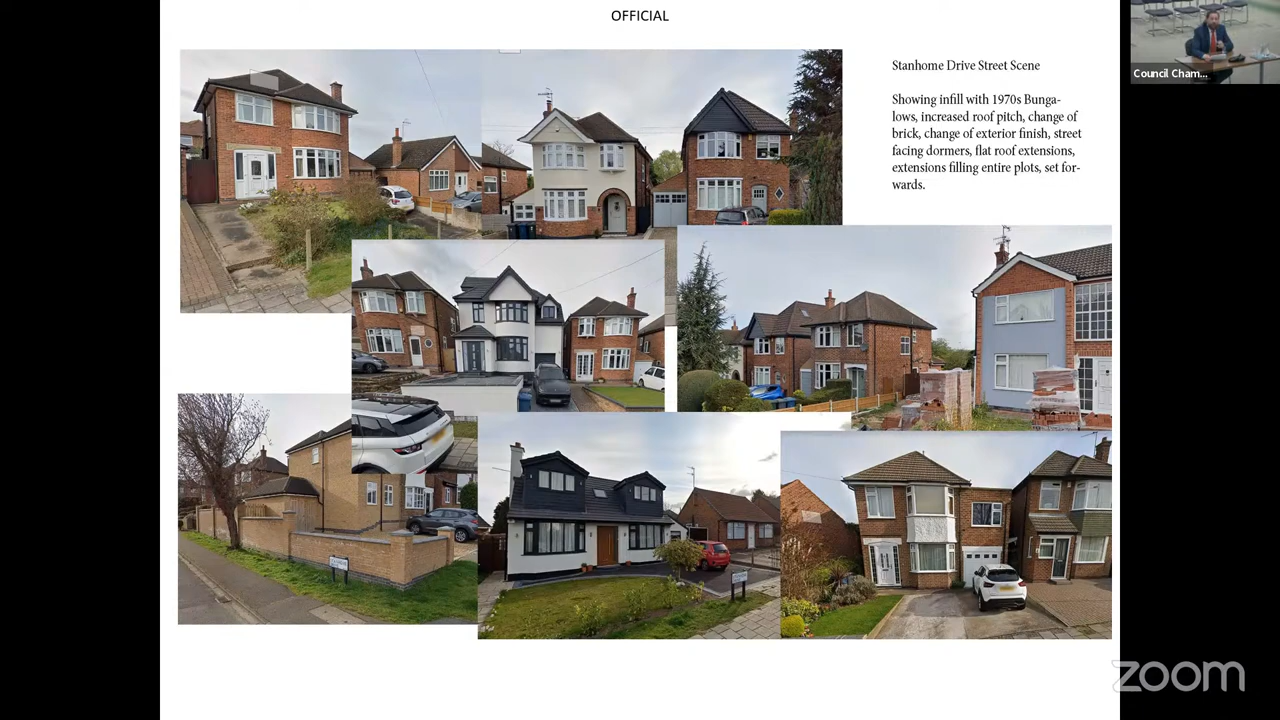 OFFICIAL
Stanhome Drive Street Scene
Showing infill with 1970s Bunga-
lows, increased roof pitch, change of
brick, change of exterior finish, street
facing dormers, flat roof extensions,
extensions filling entire plots, set for-
wards.
Council Cham...
zoom